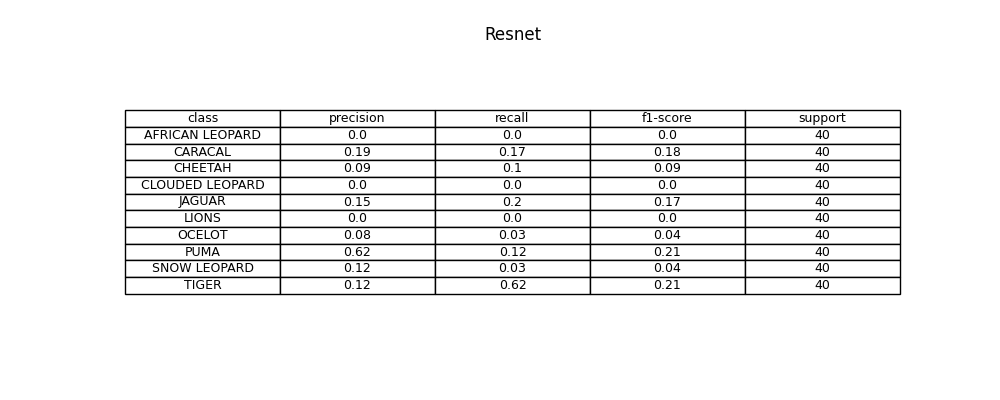 Resnet
class precision recall f1-score support
AFRICAN LEOPARD 0.0 0.0 0.0 40
CARACAL 0.19 0.17 0.18 40
CHEETAH 0.09 0.1 0.09 40
CLOUDED LEOPARD 0.0 0.0 0.0 40
JAGUAR 0.15 0.2 0.17 40
LIONS 0.0 0.0 0.0 40
OCELOT 0.08 0.03 0.04 40
PUMA 0.62 0.12 0.21 40
SNOW LEOPARD 0.12 0.03 0.04 40
TIGER 0.12 0.62 0.21 40